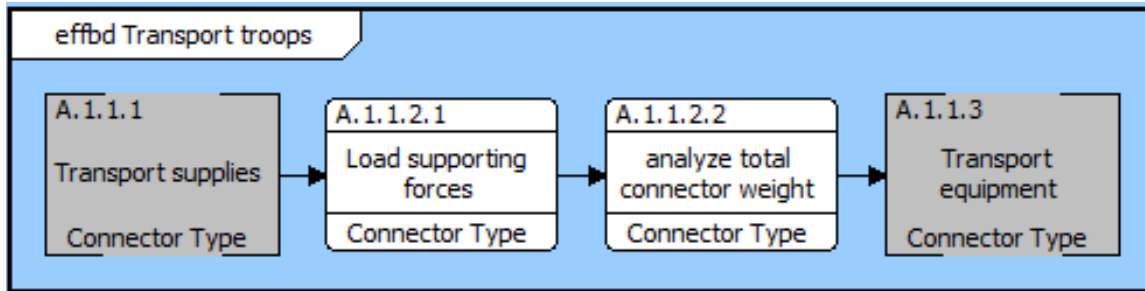 effbd Transport troops
A.1.1.1
Transport supplies
Connector Type
A.1.1.2.1
Load supporting
forces
Connector Type
A.1.1.2.2
analyze total
connector weight
Connector Type
A.1.1.3
Transport
equipment
Connector Type